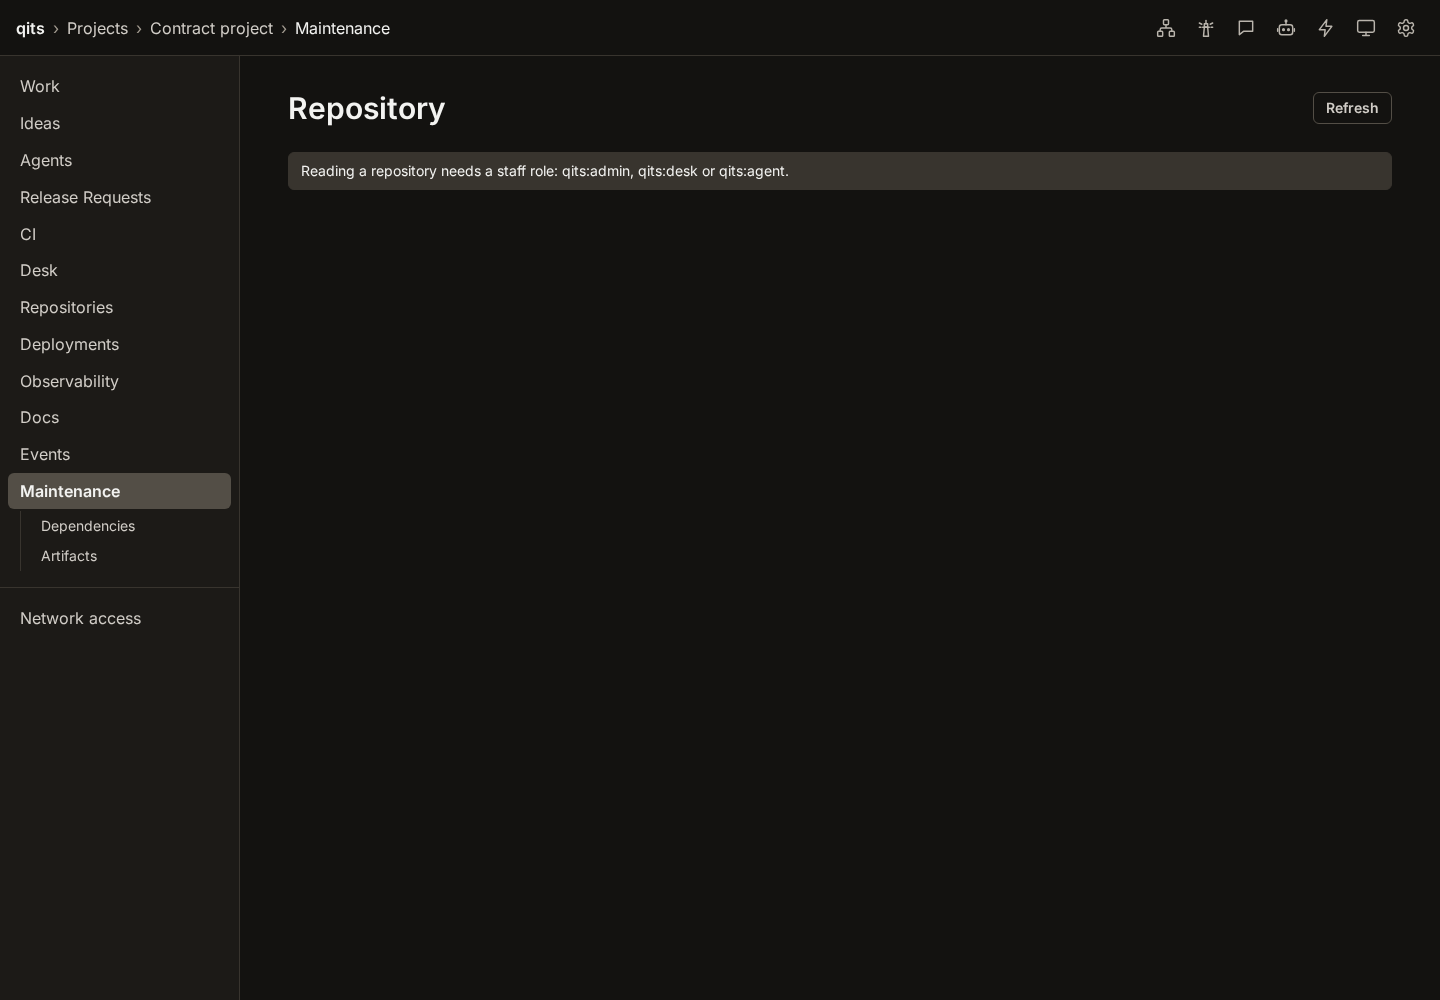 qits › Projects › Contract project › Maintenance
Work
Ideas
Agents
Release Requests
CI
Desk
Repositories
Deployments
Observability
Docs
Events
Maintenance
Dependencies
Artifacts
Network access
Repository
Refresh
Reading a repository needs a staff role: qits:admin, qits:desk or qits:agent.